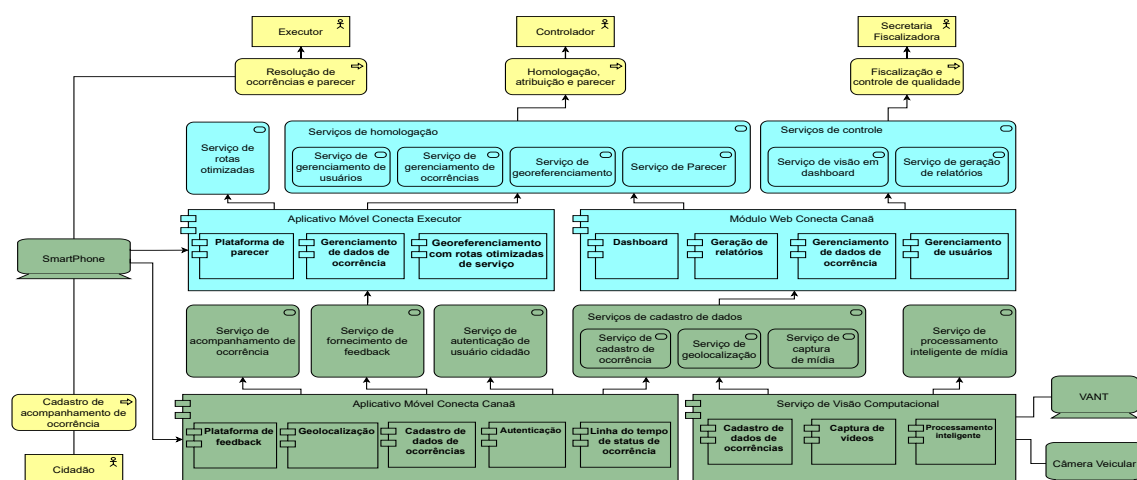 Executor
Controlador
Secretaria
Fiscalizadora
Resolução de
ocorrências e parecer
Homologação,
atribuição e parecer
Fiscalização e
controle de qualidade
Serviço de
rotas
otimizadas
Serviços de homologação
Serviço de
gerenciamento de
usuários
Serviço de
gerenciamento de
ocorrências
Serviço de
georeferenciamento
Serviço de Parecer
Serviços de controle
Serviço de visão em
dashboard
Serviço de geração
de relatórios
Aplicativo Móvel Conecta Executor
Plataforma de
parecer
Gerenciamento
de dados de
ocorrência
Georeferenciamento
com rotas otimizadas
de serviço
Módulo Web Conecta Canaã
Dashboard
Geração de
relatórios
Gerenciamento
de dados de
ocorrência
Gerenciamento
de usuários
SmartPhone
Serviço de
acompanhamento de
ocorrência
Serviço de
fornecimento de
feedback
Serviço de
autenticação de
usuário cidadão
Serviços de cadastro de dados
Serviço de
cadastro de
ocorrência
Serviço de
geolocalização
Serviço de
captura
de mídia
Serviço de
processamento
inteligente de mídia
Cadastro de
acompanhamento de
ocorrência
Cidadão
Aplicativo Móvel Conecta Canaã
Plataforma de
feedback
Geolocalização
Cadastro de
dados de
ocorrências
Autenticação
Linha do tempo
de status de
ocorrência
Serviço de Visão Computacional
Cadastro de
dados de
ocorrências
Captura de
vídeos
Processamento
inteligente
VANT
Câmera Veicular